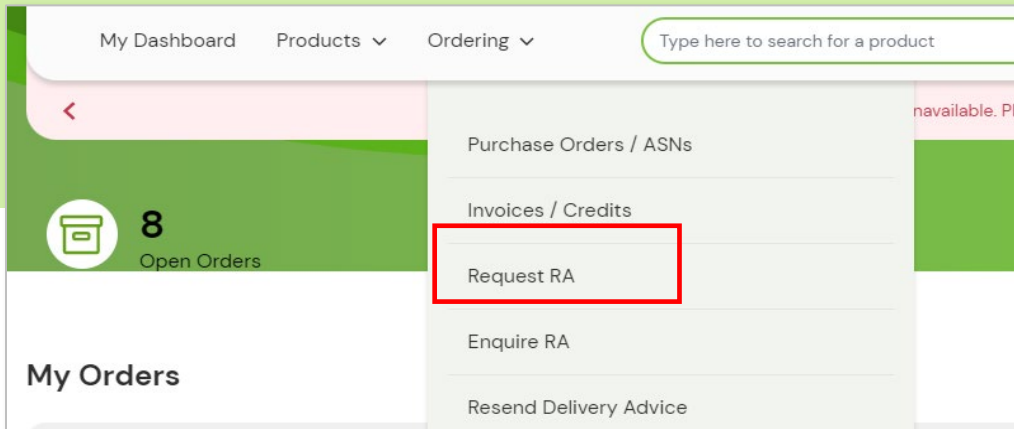 My Dashboard Products Ordering Type here to search for a product
navailable. Pl
Purchase Orders / ASNs
Invoices / Credits
8
Open Orders
Request RA
Enquire RA
My Orders
Resend Delivery Advice